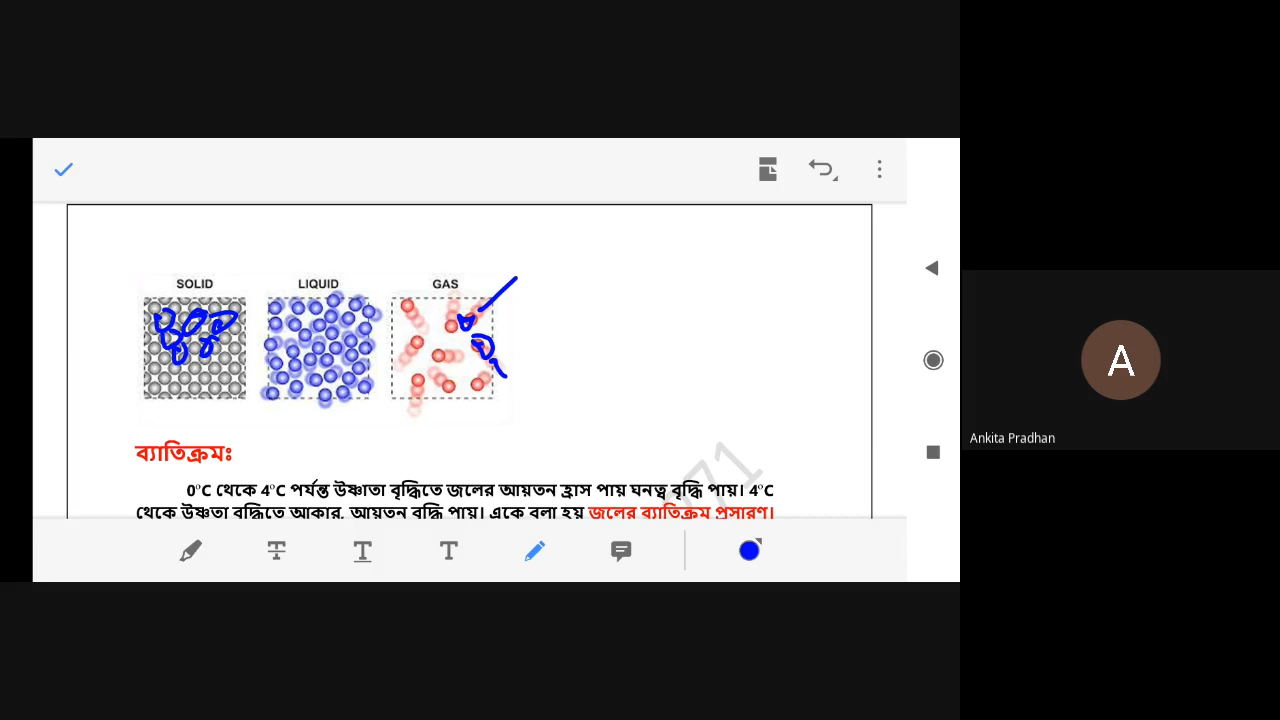 SOLID LIQUID GAS
ব্যাতিক্রমঃ
0°C থেকে 4°C পর্যন্ত উষ্ণাতা বৃদ্ধিতে জলের আয়তন হ্রাস পায় ঘনত্ব বৃদ্ধি পায়। 4°C
থেকে উষ্ণতা বৃদ্ধিতে আকার, আয়তন বৃদ্ধি পায়। একে বলা হয় জলের ব্যাতিক্রম প্রসারণ।
71
T T T
A
Ankita Pradhan